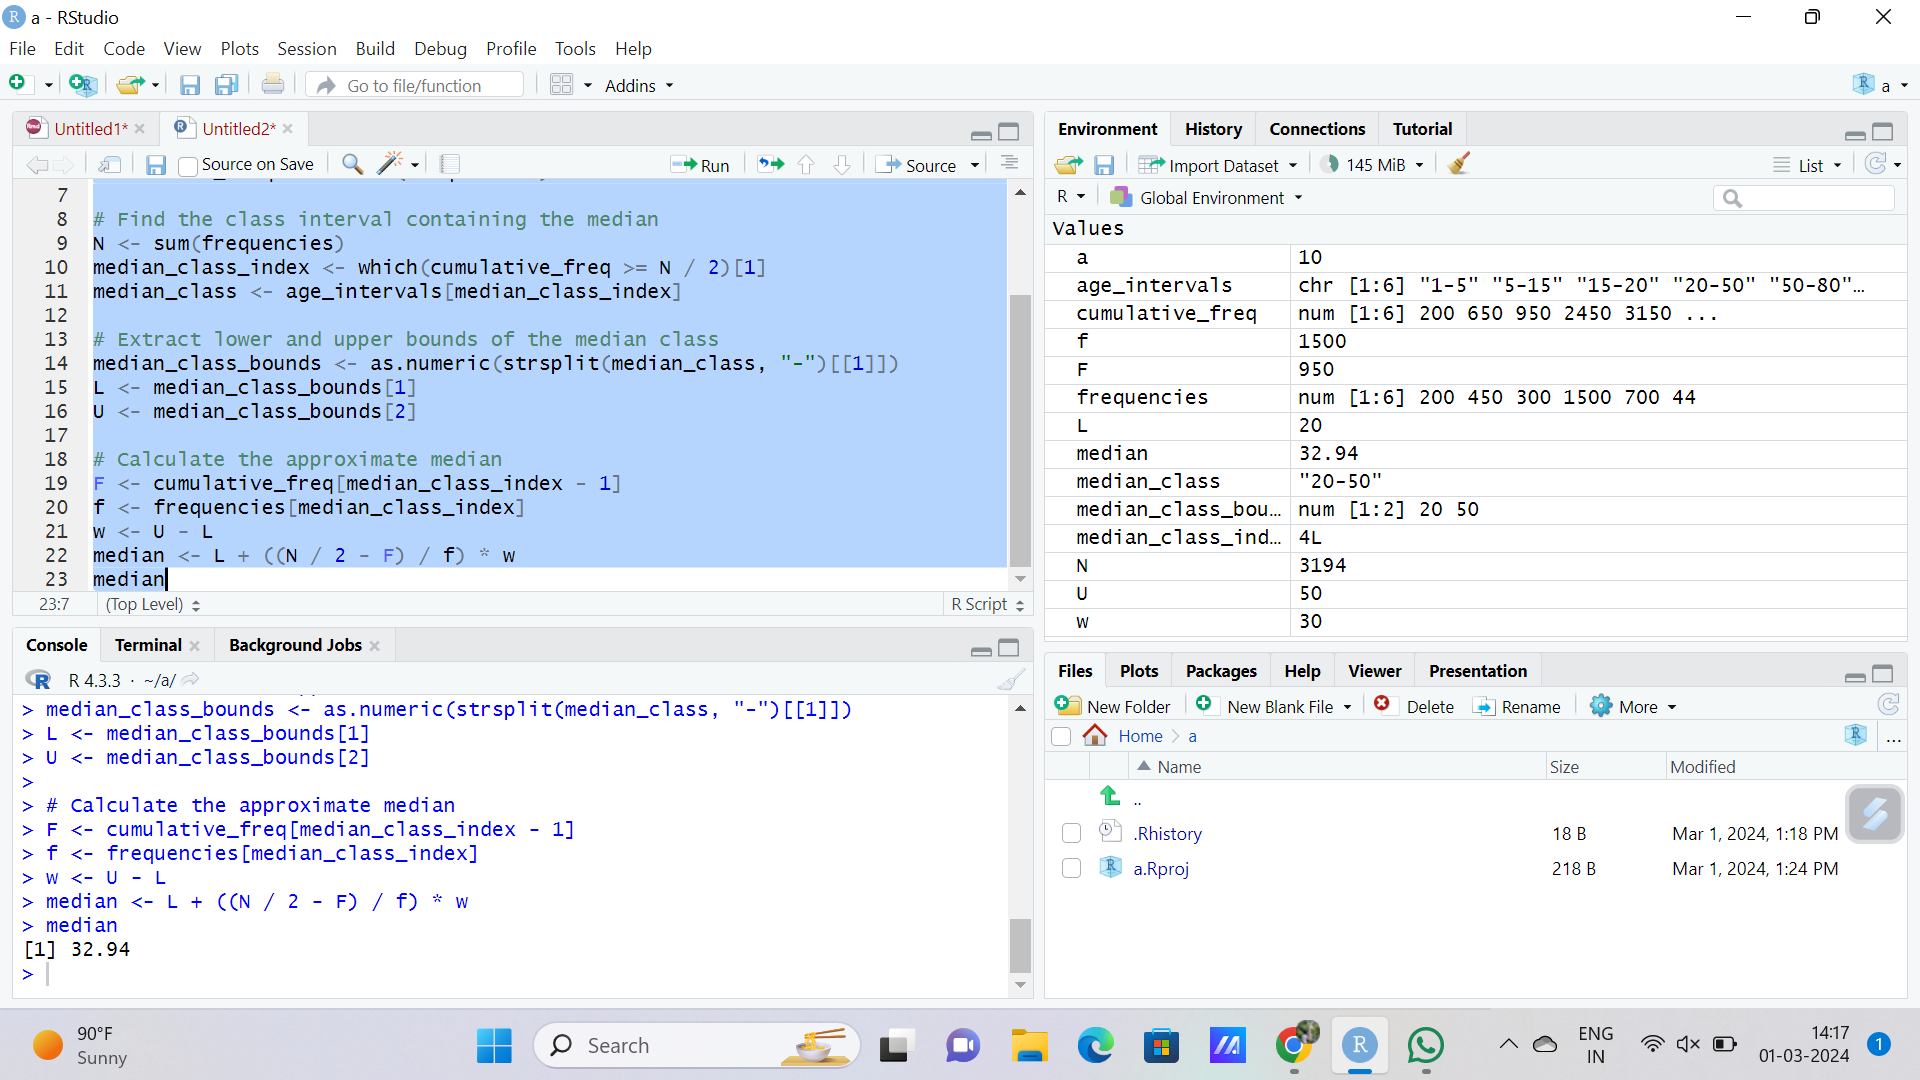 a - RStudio
File Edit Code View Plots Session Build Debug Profile Tools Help
Go to file/function Addins a
Untitled1* Untitled2*
Source on Save Run Source
7
8 # Find the class interval containing the median
9 N <- sum(frequencies)
10 median_class_index <- which(cumulative_freq >= N / 2)[1]
11 median_class <- age_intervals[median_class_index]
12
13 # Extract lower and upper bounds of the median class
14 median_class_bounds <- as.numeric(strsplit(median_class, "-")[[1]])
15 L <- median_class_bounds[1]
16 U <- median_class_bounds[2]
17
18 # Calculate the approximate median
19 F <- cumulative_freq[median_class_index - 1]
20 f <- frequencies[median_class_index]
21 w <- U - L
22 median <- L + ((N / 2 - F) / f) * w
23 median
23:7 (Top Level) R Script
Console Terminal Background Jobs
R 4.3.3 · ~/a/
> median_class_bounds <- as.numeric(strsplit(median_class, "-")[[1]])
> L <- median_class_bounds[1]
> U <- median_class_bounds[2]
>
> # Calculate the approximate median
> F <- cumulative_freq[median_class_index - 1]
> f <- frequencies[median_class_index]
> w <- U - L
> median <- L + ((N / 2 - F) / f) * w
> median
[1] 32.94
>
Environment History Connections Tutorial
Import Dataset 145 MiB List
R Global Environment
Values
a 10
age_intervals chr [1:6] "1-5" "5-15" "15-20" "20-50" "50-80"…
cumulative_freq num [1:6] 200 650 950 2450 3150 ...
f 1500
F 950
frequencies num [1:6] 200 450 300 1500 700 44
L 20
median 32.94
median_class "20-50"
median_class_bou… num [1:2] 20 50
median_class_ind… 4L
N 3194
U 50
w 30
Files Plots Packages Help Viewer Presentation
New Folder New Blank File Delete Rename More
Home a ...
Name Size Modified
..
.Rhistory 18 B Mar 1, 2024, 1:18 PM
a.Rproj 218 B Mar 1, 2024, 1:24 PM
90°F
Sunny
Search
ENG
IN
14:17
01-03-2024
1